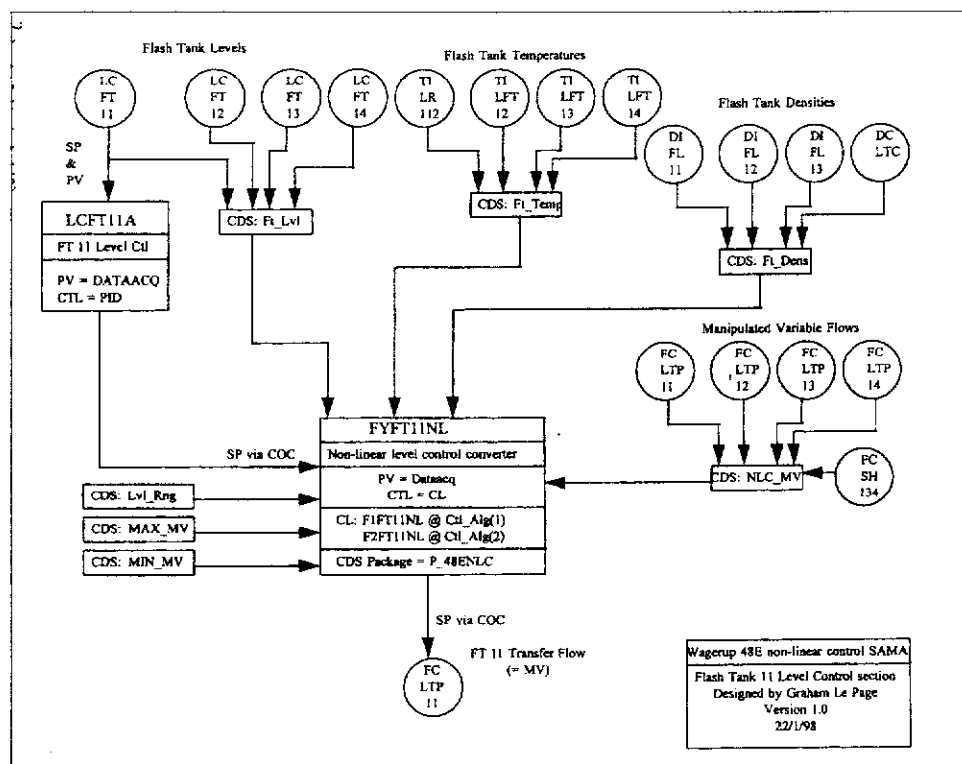 Flash Tank Levels
Flash Tank Temperatures
Flash Tank Densities
LC
FT
11
LC
FT
12
LC
FT
13
LC
FT
14
TI
LR
112
TI
LFT
12
TI
LFT
13
TI
LFT
14
DI
FL
11
DI
FL
12
DI
FL
13
DC
LTC
SP
&
PV
CDS: Ft_Lvl
CDS: Ft_Temp
CDS: Ft_Dens
LCFT11A
FT 11 Level Ctl
PV = DATAACQ
CTL = PID
Manipulated Variable Flows
FC
LTP
11
FC
LTP
12
FC
LTP
13
FC
LTP
14
FC
SH
134
CDS: NLC_MV
SP via COC
CDS: Lvl_Rng
CDS: MAX_MV
CDS: MIN_MV
FYFT11NL
Non-linear level control converter
PV = Dataacq
CTL = CL
CL: F1FT11NL @ Ctl_Alg(1)
F2FT11NL @ Ctl_Alg(2)
CDS Package = P_48ENLC
SP via COC
FT 11 Transfer Flow
(= MV)
FC
LTP
11
Wagerup 48E non-linear control SAMA
Flash Tank 11 Level Control section
Designed by Graham Le Page
Version 1.0
22/1/98